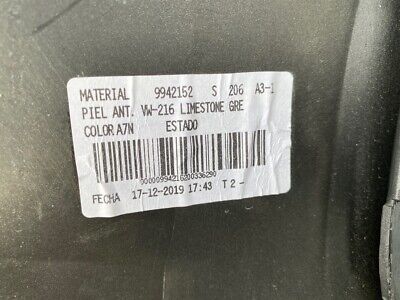 MATERIAL 9942152 S 206 A3-1
PIEL ANT. VW-216 LIMESTONE GRE
COLOR A7N ESTADO
00000994216200336290
FECHA 17-12-2019 17:43 T 2 -